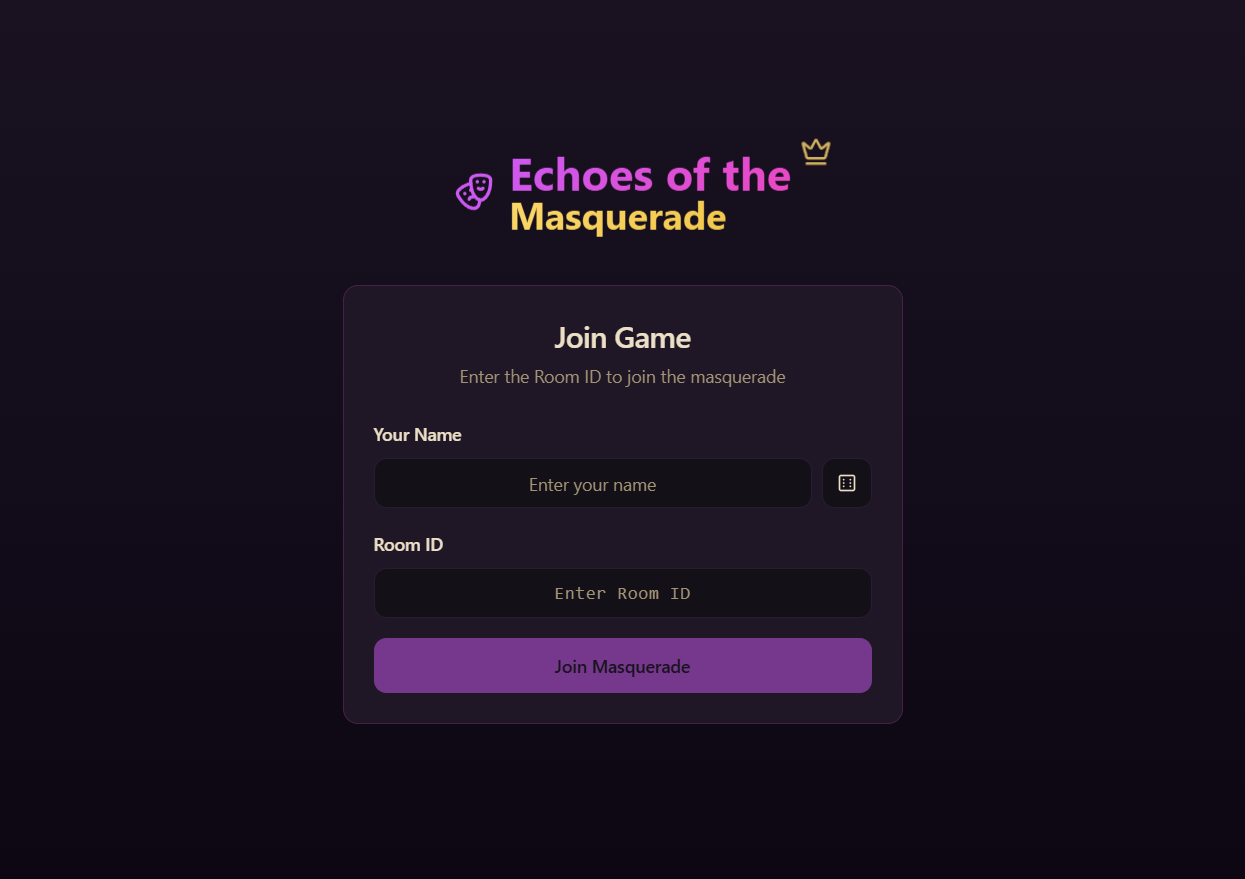 Echoes of the
Masquerade
Join Game
Enter the Room ID to join the masquerade
Your Name
Enter your name
Room ID
Enter Room ID
Join Masquerade